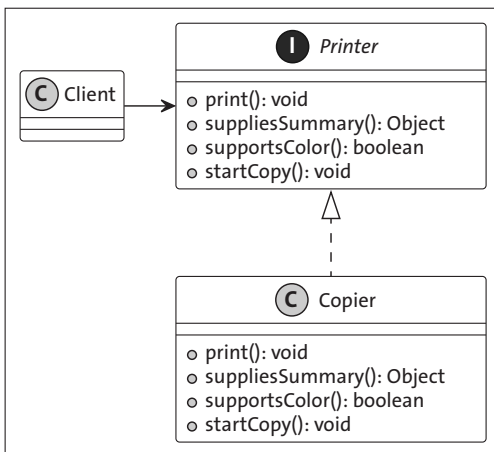 I Printer
C Client
print(): void
suppliesSummary(): Object
supportsColor(): boolean
startCopy(): void
C Copier
print(): void
suppliesSummary(): Object
supportsColor(): boolean
startCopy(): void